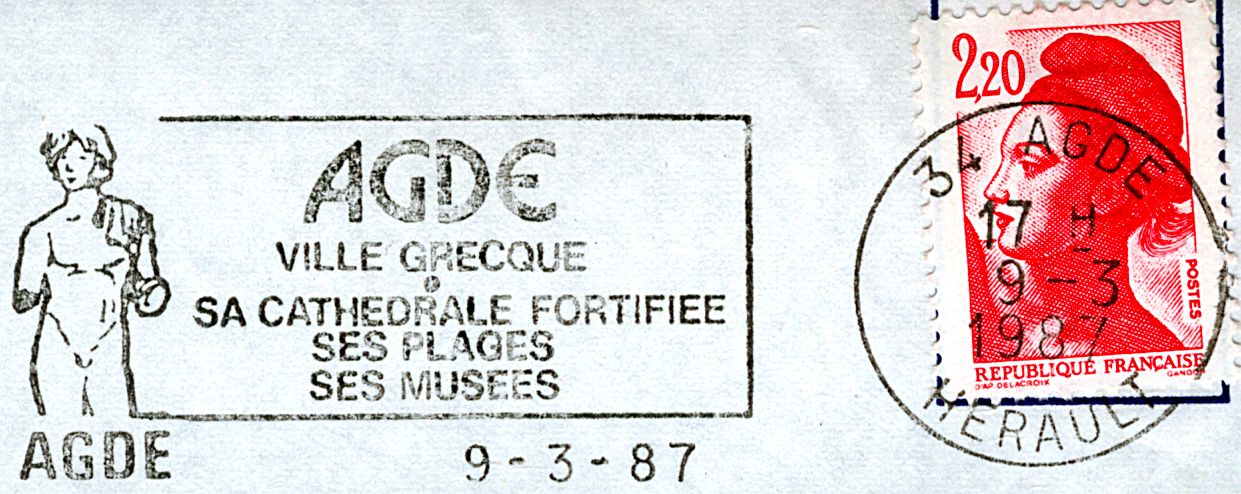 AGDE
VILLE GRECQUE
SA CATHEDRALE FORTIFIEE
SES PLAGES
SES MUSEES
AGDE
9-3-87
2,20
34 AGDE
17 H
9-3
1987
HERAULT
POSTES
REPUBLIQUE FRANÇAISE
D'AP. DELACROIX
GANDON